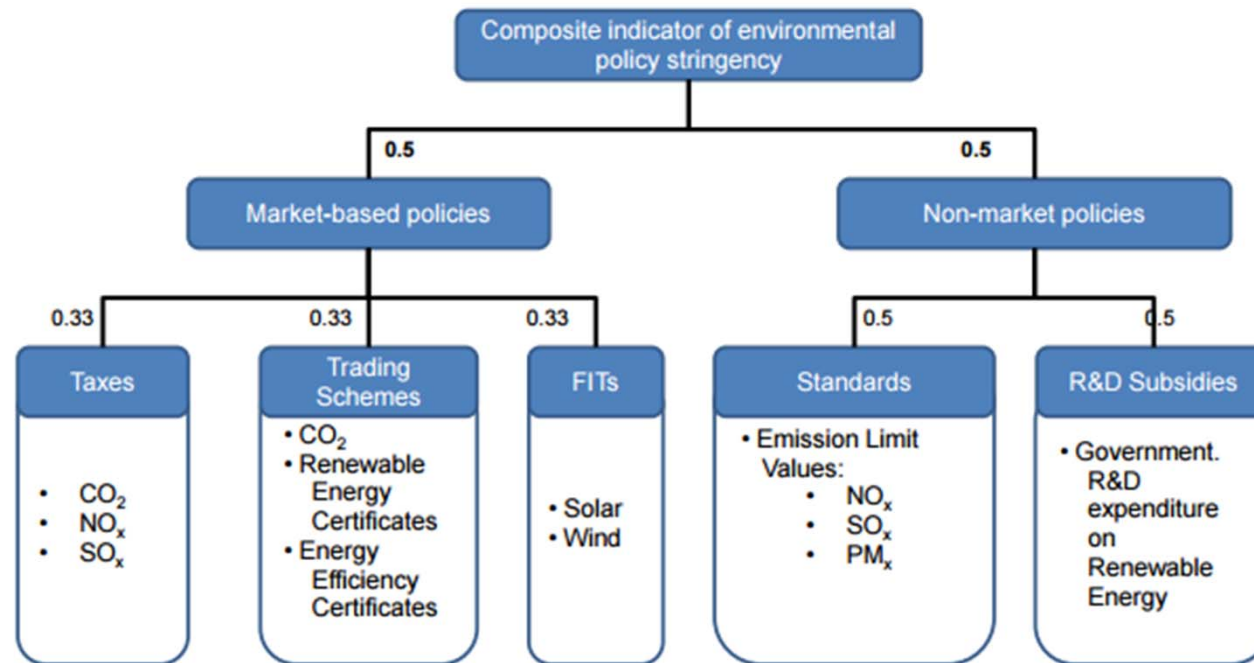 Composite indicator of environmental
policy stringency
0.5
0.5
Market-based policies
Non-market policies
0.33
0.33
0.33
0.5
0.5
Taxes
• CO₂
• NOₓ
• SOₓ
Trading
Schemes
• CO₂
• Renewable
Energy
Certificates
• Energy
Efficiency
Certificates
FITs
• Solar
• Wind
Standards
• Emission Limit
Values:
• NOₓ
• SOₓ
• PMₓ
R&D Subsidies
• Government.
R&D
expenditure
on
Renewable
Energy